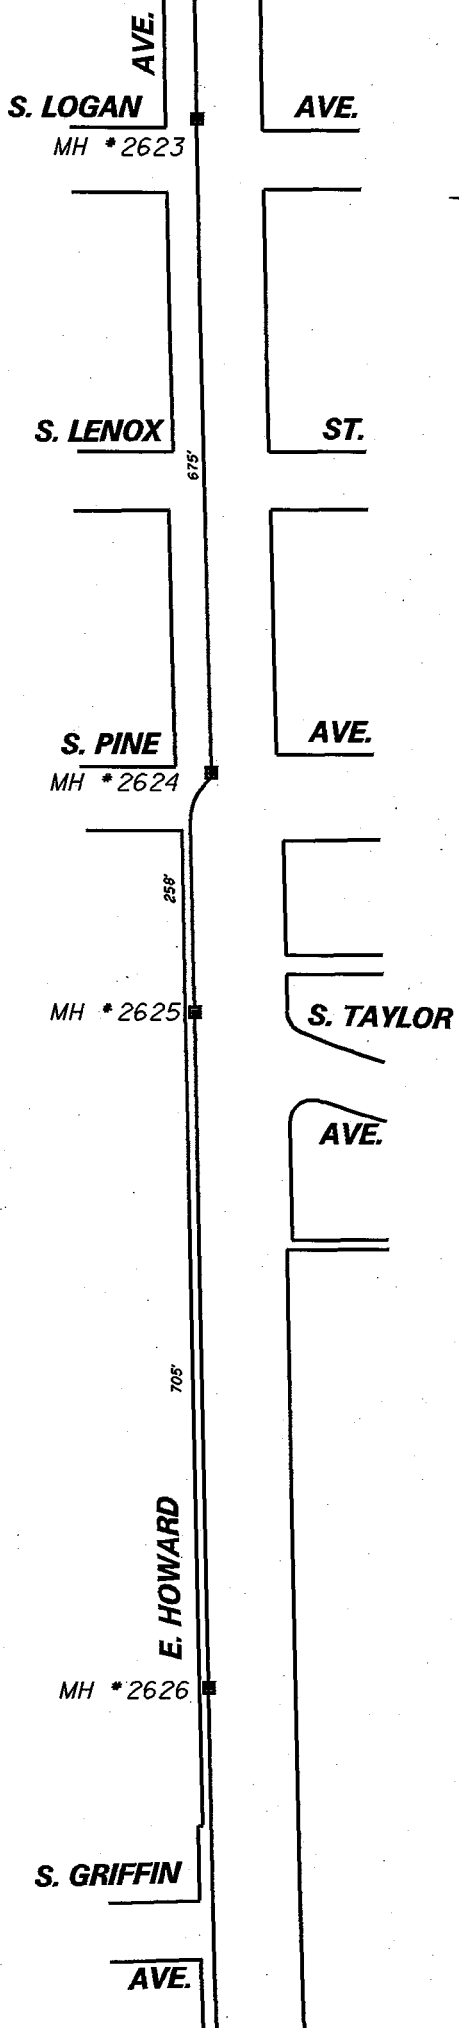 AVE.
S. LOGAN AVE.
MH #2623
S. LENOX ST.
675'
S. PINE AVE.
MH #2624
258'
MH #2625
S. TAYLOR
AVE.
705'
E. HOWARD
MH #2626
S. GRIFFIN
AVE.